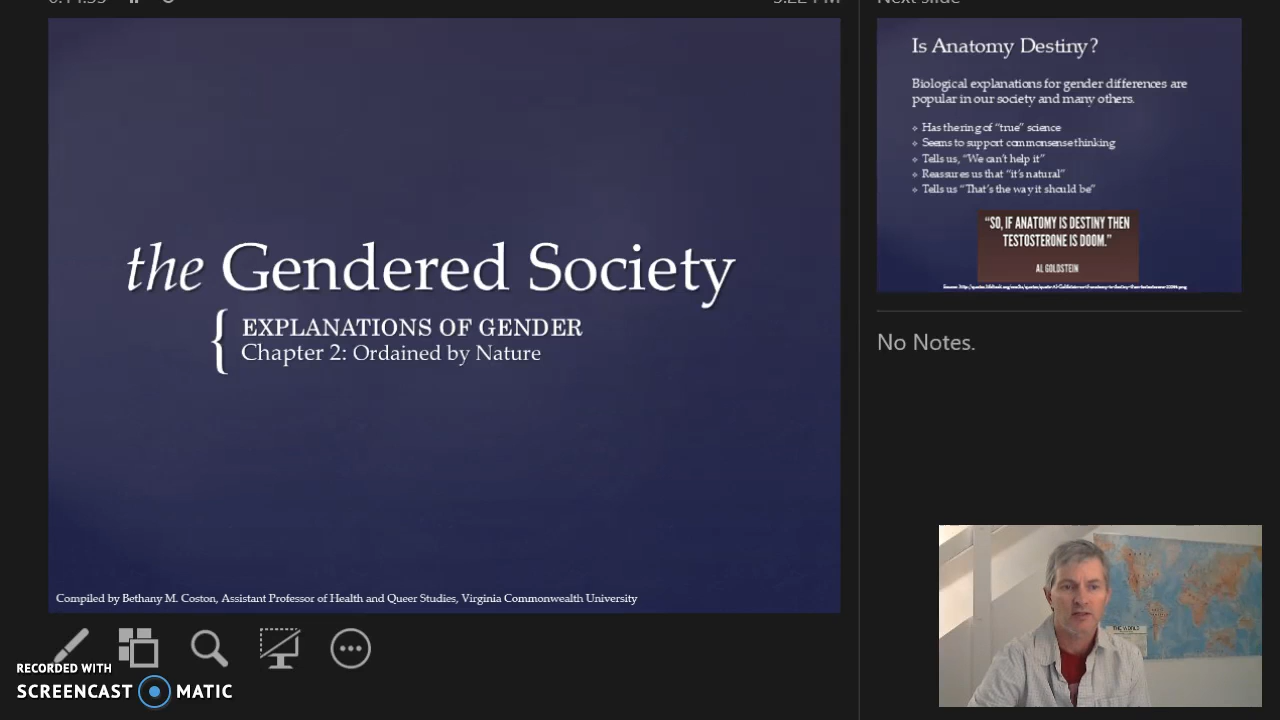 Next slide
the Gendered Society
EXPLANATIONS OF GENDER
Chapter 2: Ordained by Nature
Compiled by Bethany M. Coston, Assistant Professor of Health and Queer Studies, Virginia Commonwealth University
RECORDED WITH
SCREENCAST MATIC
Is Anatomy Destiny?
Biological explanations for gender differences are
popular in our society and many others.
Has the ring of “true” science
Seems to support commonsense thinking
Tells us, “We can't help it”
Reassures us that “it's natural”
Tells us “That's the way it should be”
“SO, IF ANATOMY IS DESTINY THEN
TESTOSTERONE IS DOOM.”
AL GOLDSTEIN
No Notes.
THE WORLD